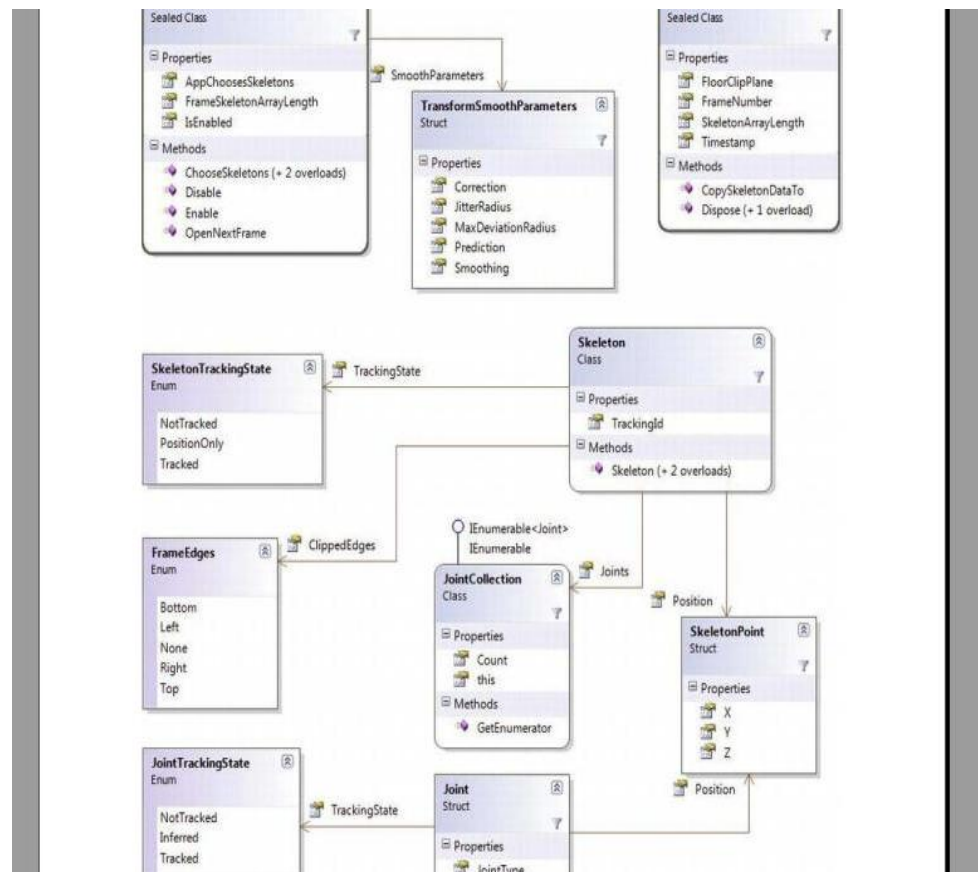 Sealed Class
Properties
AppChoosesSkeletons
FrameSkeletonArrayLength
IsEnabled
Methods
ChooseSkeletons (+ 2 overloads)
Disable
Enable
OpenNextFrame
SmoothParameters
TransformSmoothParameters
Struct
Properties
Correction
JitterRadius
MaxDeviationRadius
Prediction
Smoothing
Sealed Class
Properties
FloorClipPlane
FrameNumber
SkeletonArrayLength
Timestamp
Methods
CopySkeletonDataTo
Dispose (+ 1 overload)
SkeletonTrackingState
Enum
NotTracked
PositionOnly
Tracked
TrackingState
Skeleton
Class
Properties
TrackingId
Methods
Skeleton (+ 2 overloads)
FrameEdges
Enum
Bottom
Left
None
Right
Top
ClippedEdges
IEnumerable<Joint>
IEnumerable
JointCollection
Class
Properties
Count
this
Methods
GetEnumerator
Joints
Position
SkeletonPoint
Struct
Properties
X
Y
Z
Position
JointTrackingState
Enum
NotTracked
Inferred
Tracked
TrackingState
Joint
Struct
Properties
JointType